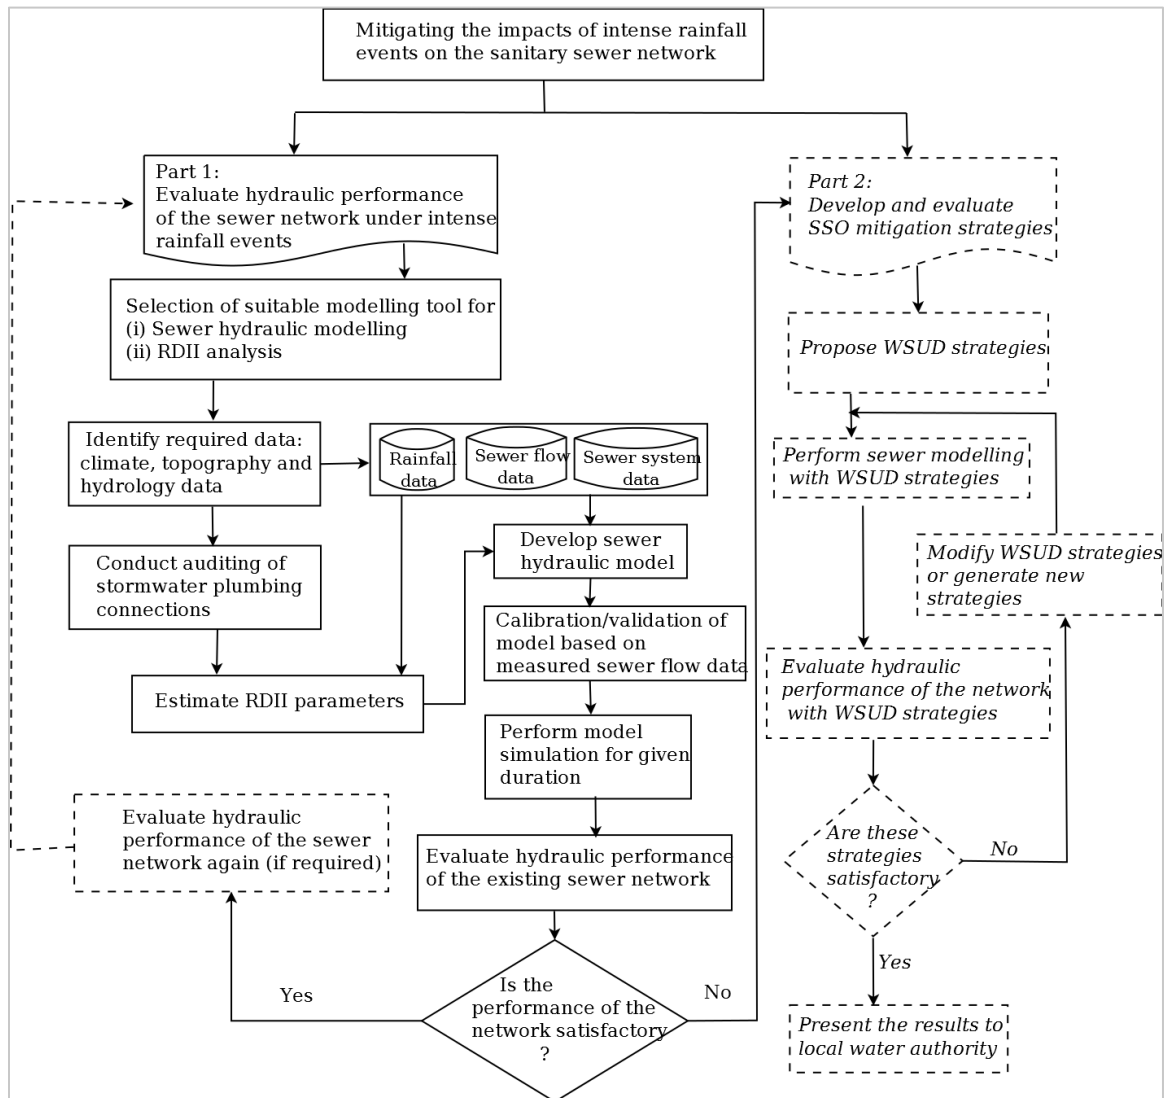 Mitigating the impacts of intense rainfall
events on the sanitary sewer network
Part 1:
Evaluate hydraulic performance
of the sewer network under intense
rainfall events
Selection of suitable modelling tool for
(i) Sewer hydraulic modelling
(ii) RDII analysis
Identify required data:
climate, topography and
hydrology data
Rainfall
data
Sewer flow
data
Sewer system
data
Conduct auditing of
stormwater plumbing
connections
Estimate RDII parameters
Develop sewer
hydraulic model
Calibration/validation of
model based on
measured sewer flow data
Perform model
simulation for given
duration
Evaluate hydraulic performance
of the existing sewer network
Is the
performance of the
network satisfactory
?
Yes
No
Evaluate hydraulic
performance of the sewer
network again (if required)
Part 2:
Develop and evaluate
SSO mitigation strategies
Propose WSUD strategies
Perform sewer modelling
with WSUD strategies
Modify WSUD strategies
or generate new
strategies
Evaluate hydraulic
performance of the network
with WSUD strategies
Are these
strategies
satisfactory
?
No
Yes
Present the results to
local water authority